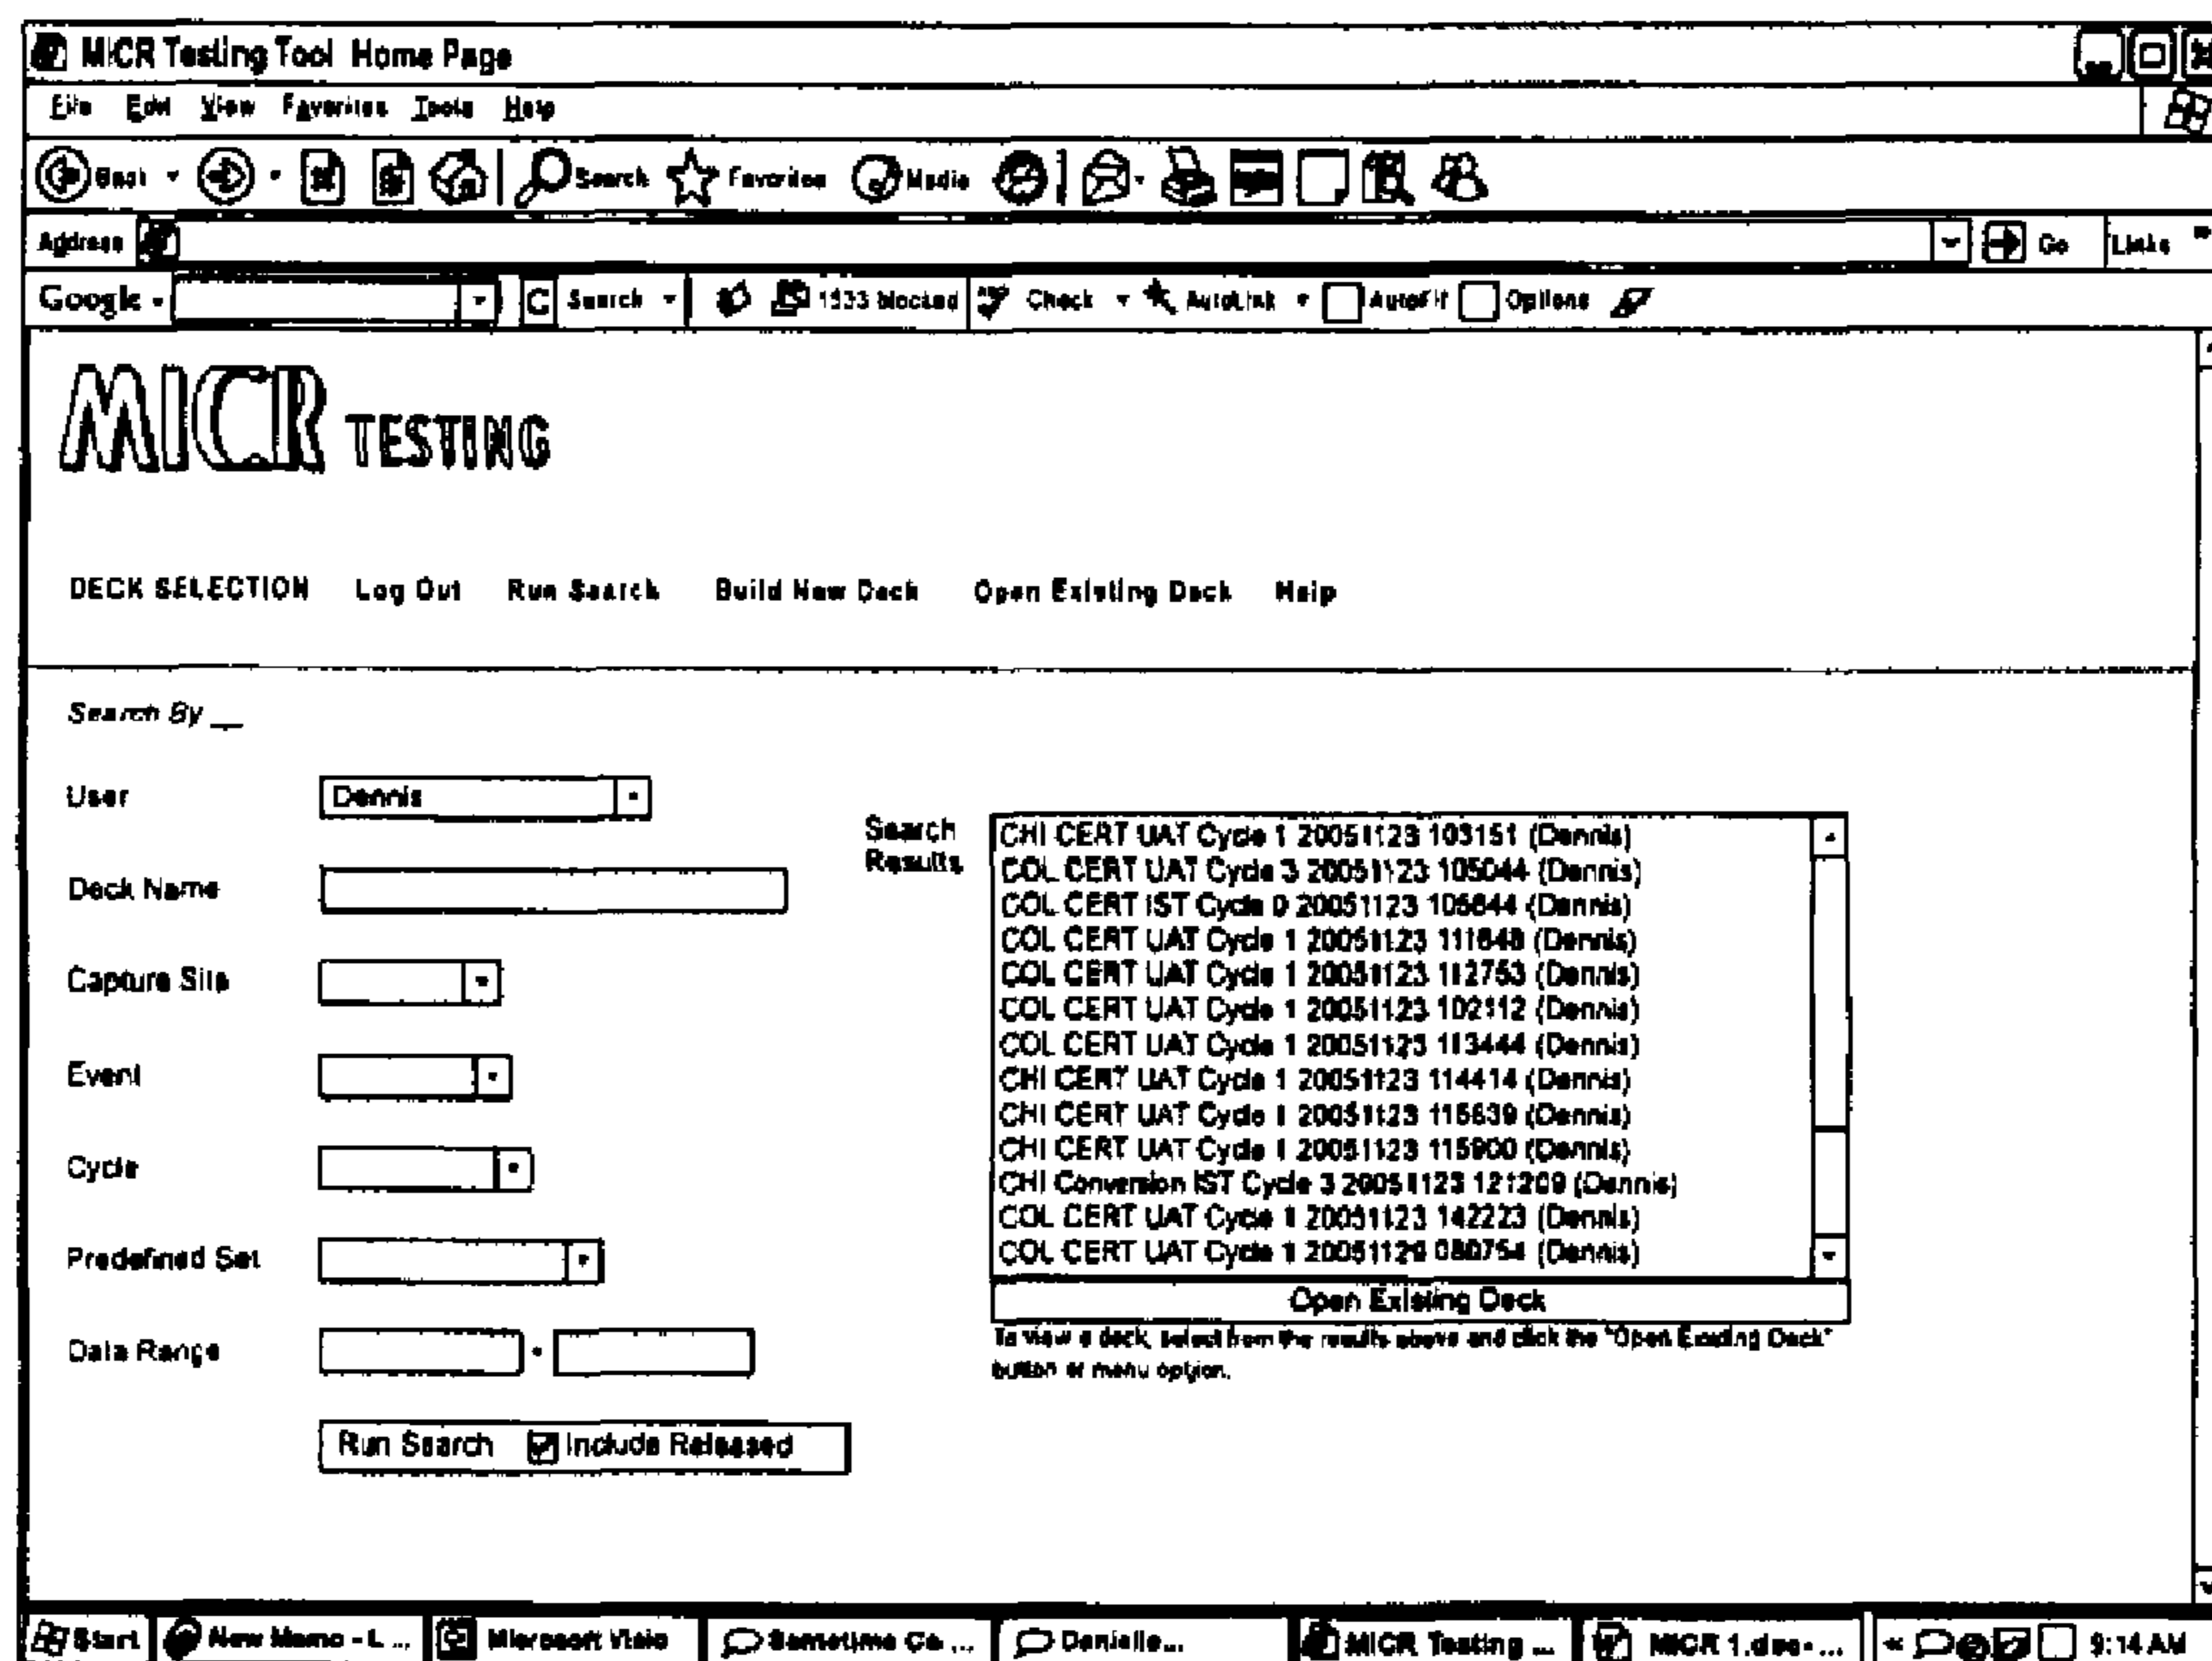 MICR Testing Tool Home Page
File Edit View Favorites Tools Help
Back Search Favorites Media
Address Go Links
Google Search 1533 blocked Check AutoLink AutoFill Options
MICR TESTING
DECK SELECTION Log Out Run Search Build New Deck Open Existing Deck Help
Search By __
User Dennis
Deck Name
Capture Site
Event
Cycle
Predefined Set
Data Range -
Run Search Include Released
Search
Results
CHI CERT UAT Cycle 1 20051123 103151 (Dennis)
COL CERT UAT Cycle 3 20051123 105044 (Dennis)
COL CERT IST Cycle 0 20051123 (Dennis)
COL CERT UAT Cycle 1 20051123 (Dennis)
COL CERT UAT Cycle 1 20051123 112753 (Dennis)
COL CERT UAT Cycle 1 20051123 102112 (Dennis)
COL CERT UAT Cycle 1 20051123 113444 (Dennis)
CHI CERT UAT Cycle 1 20051123 114414 (Dennis)
CHI CERT UAT Cycle 1 20051123 (Dennis)
CHI CERT UAT Cycle 1 20051123 115900 (Dennis)
CHI Conversion IST Cycle 3 20051123 121209 (Dennis)
COL CERT UAT Cycle 1 20051123 142223 (Dennis)
COL CERT UAT Cycle 1 080754 (Dennis)
Open Existing Deck
To view a deck, select from the results above and click the "Open Existing Deck"
button or menu option.
Start New Memo - L ... Microsoft Visio Sametime Co ... Danielle... MICR Testing ... MICR 1.doc - ... « 9:14 AM